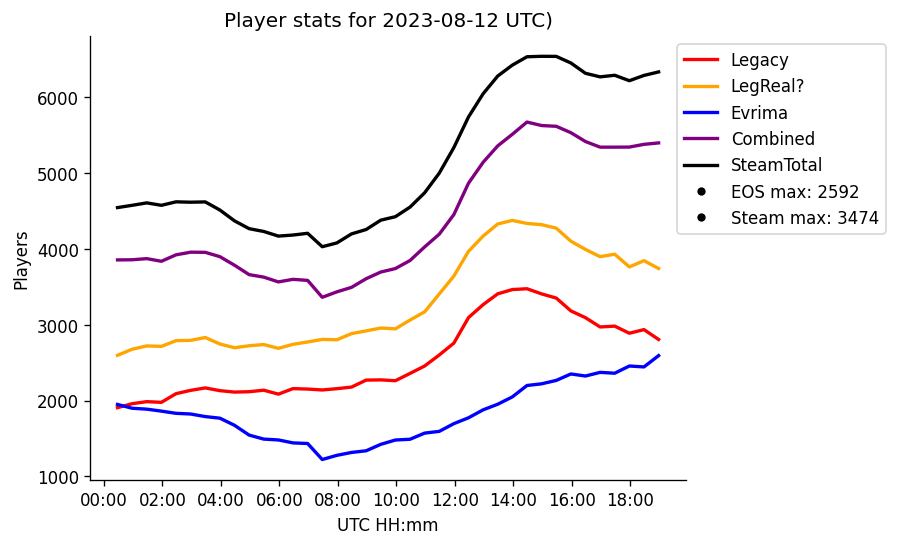 Player stats for 2023-08-12 UTC)
Legacy
LegReal?
Evrima
Combined
SteamTotal
EOS max: 2592
Steam max: 3474
Players
6000
5000
4000
3000
2000
1000
00:00 02:00 04:00 06:00 08:00 10:00 12:00 14:00 16:00 18:00
UTC HH:mm